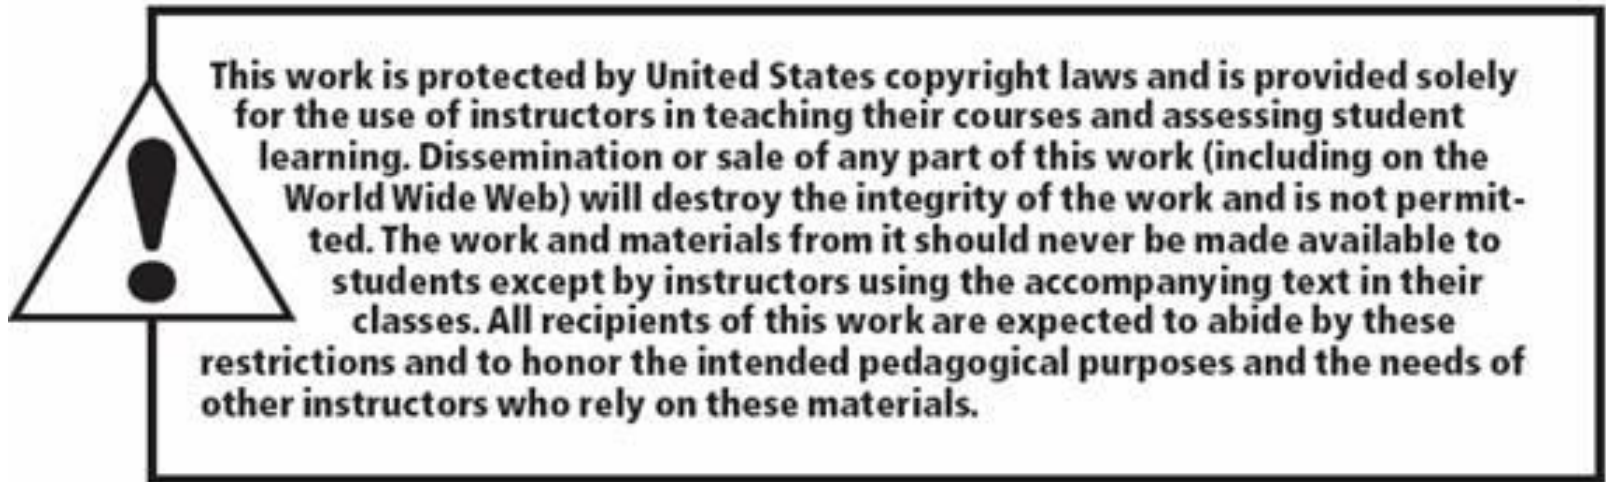 This work is protected by United States copyright laws and is provided solely
for the use of instructors in teaching their courses and assessing student
learning. Dissemination or sale of any part of this work (including on the
World Wide Web) will destroy the integrity of the work and is not permit-
ted. The work and materials from it should never be made available to
students except by instructors using the accompanying text in their
classes. All recipients of this work are expected to abide by these
restrictions and to honor the intended pedagogical purposes and the needs of
other instructors who rely on these materials.